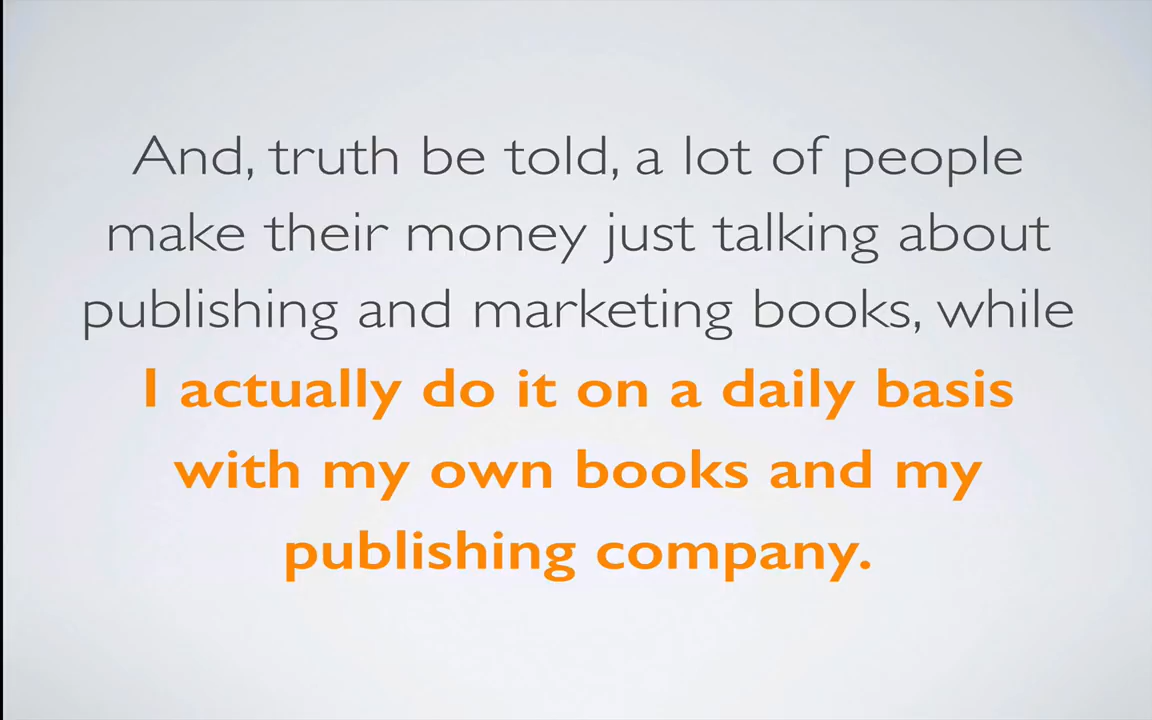 And, truth be told, a lot of people
make their money just talking about
publishing and marketing books, while
I actually do it on a daily basis
with my own books and my
publishing company.